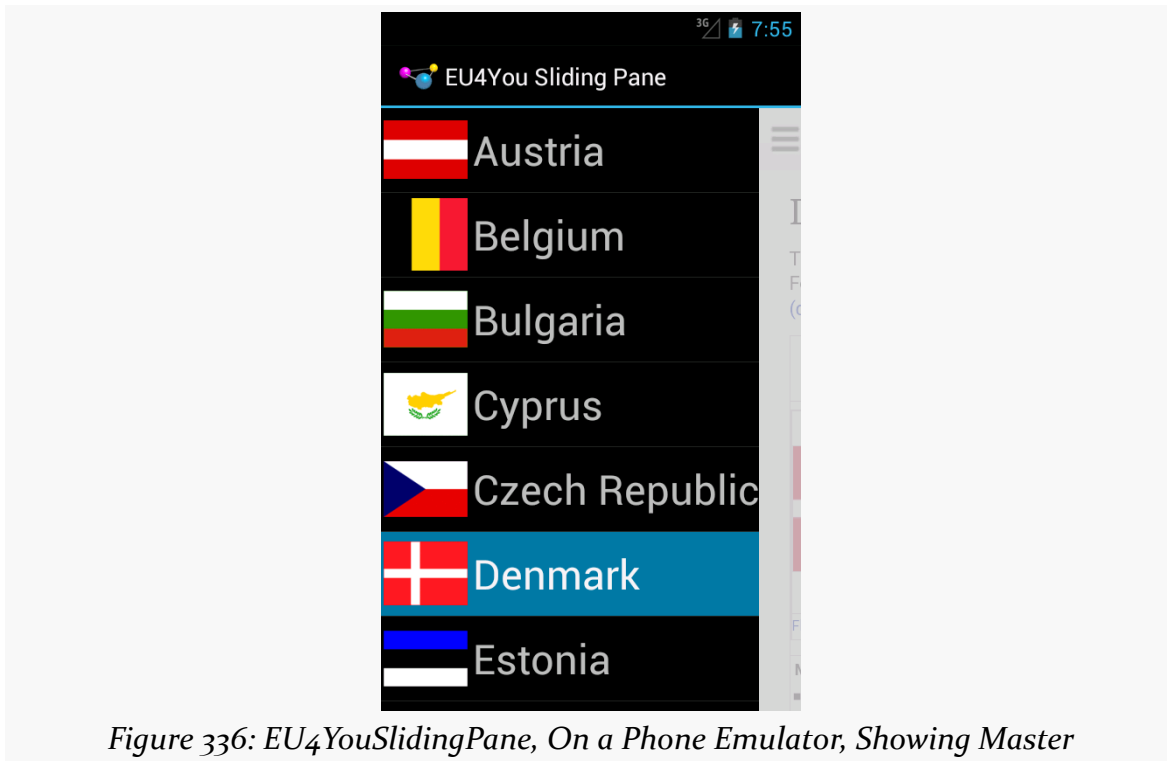 3G 7:55
EU4You Sliding Pane
Austria
Belgium
Bulgaria
Cyprus
Czech Republic
Denmark
Estonia
Figure 336: EU4YouSlidingPane, On a Phone Emulator, Showing Master